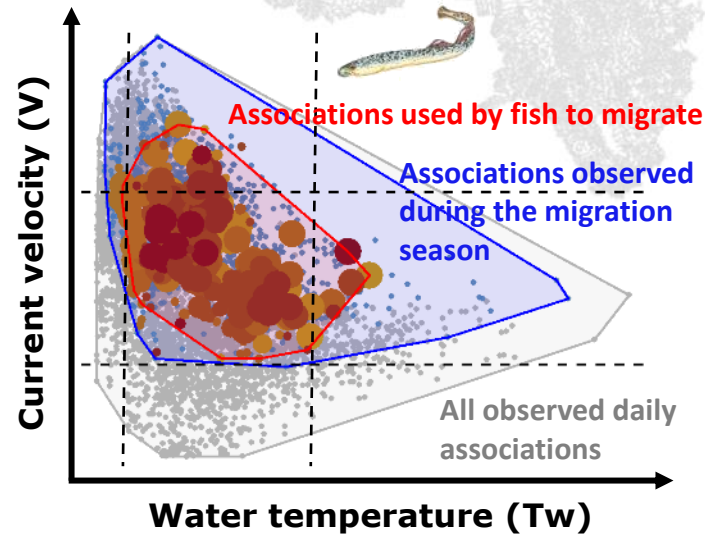 Associations used by fish to migrate
Associations observed
during the migration
season
All observed daily
associations
Current velocity (V)
Water temperature (Tw)